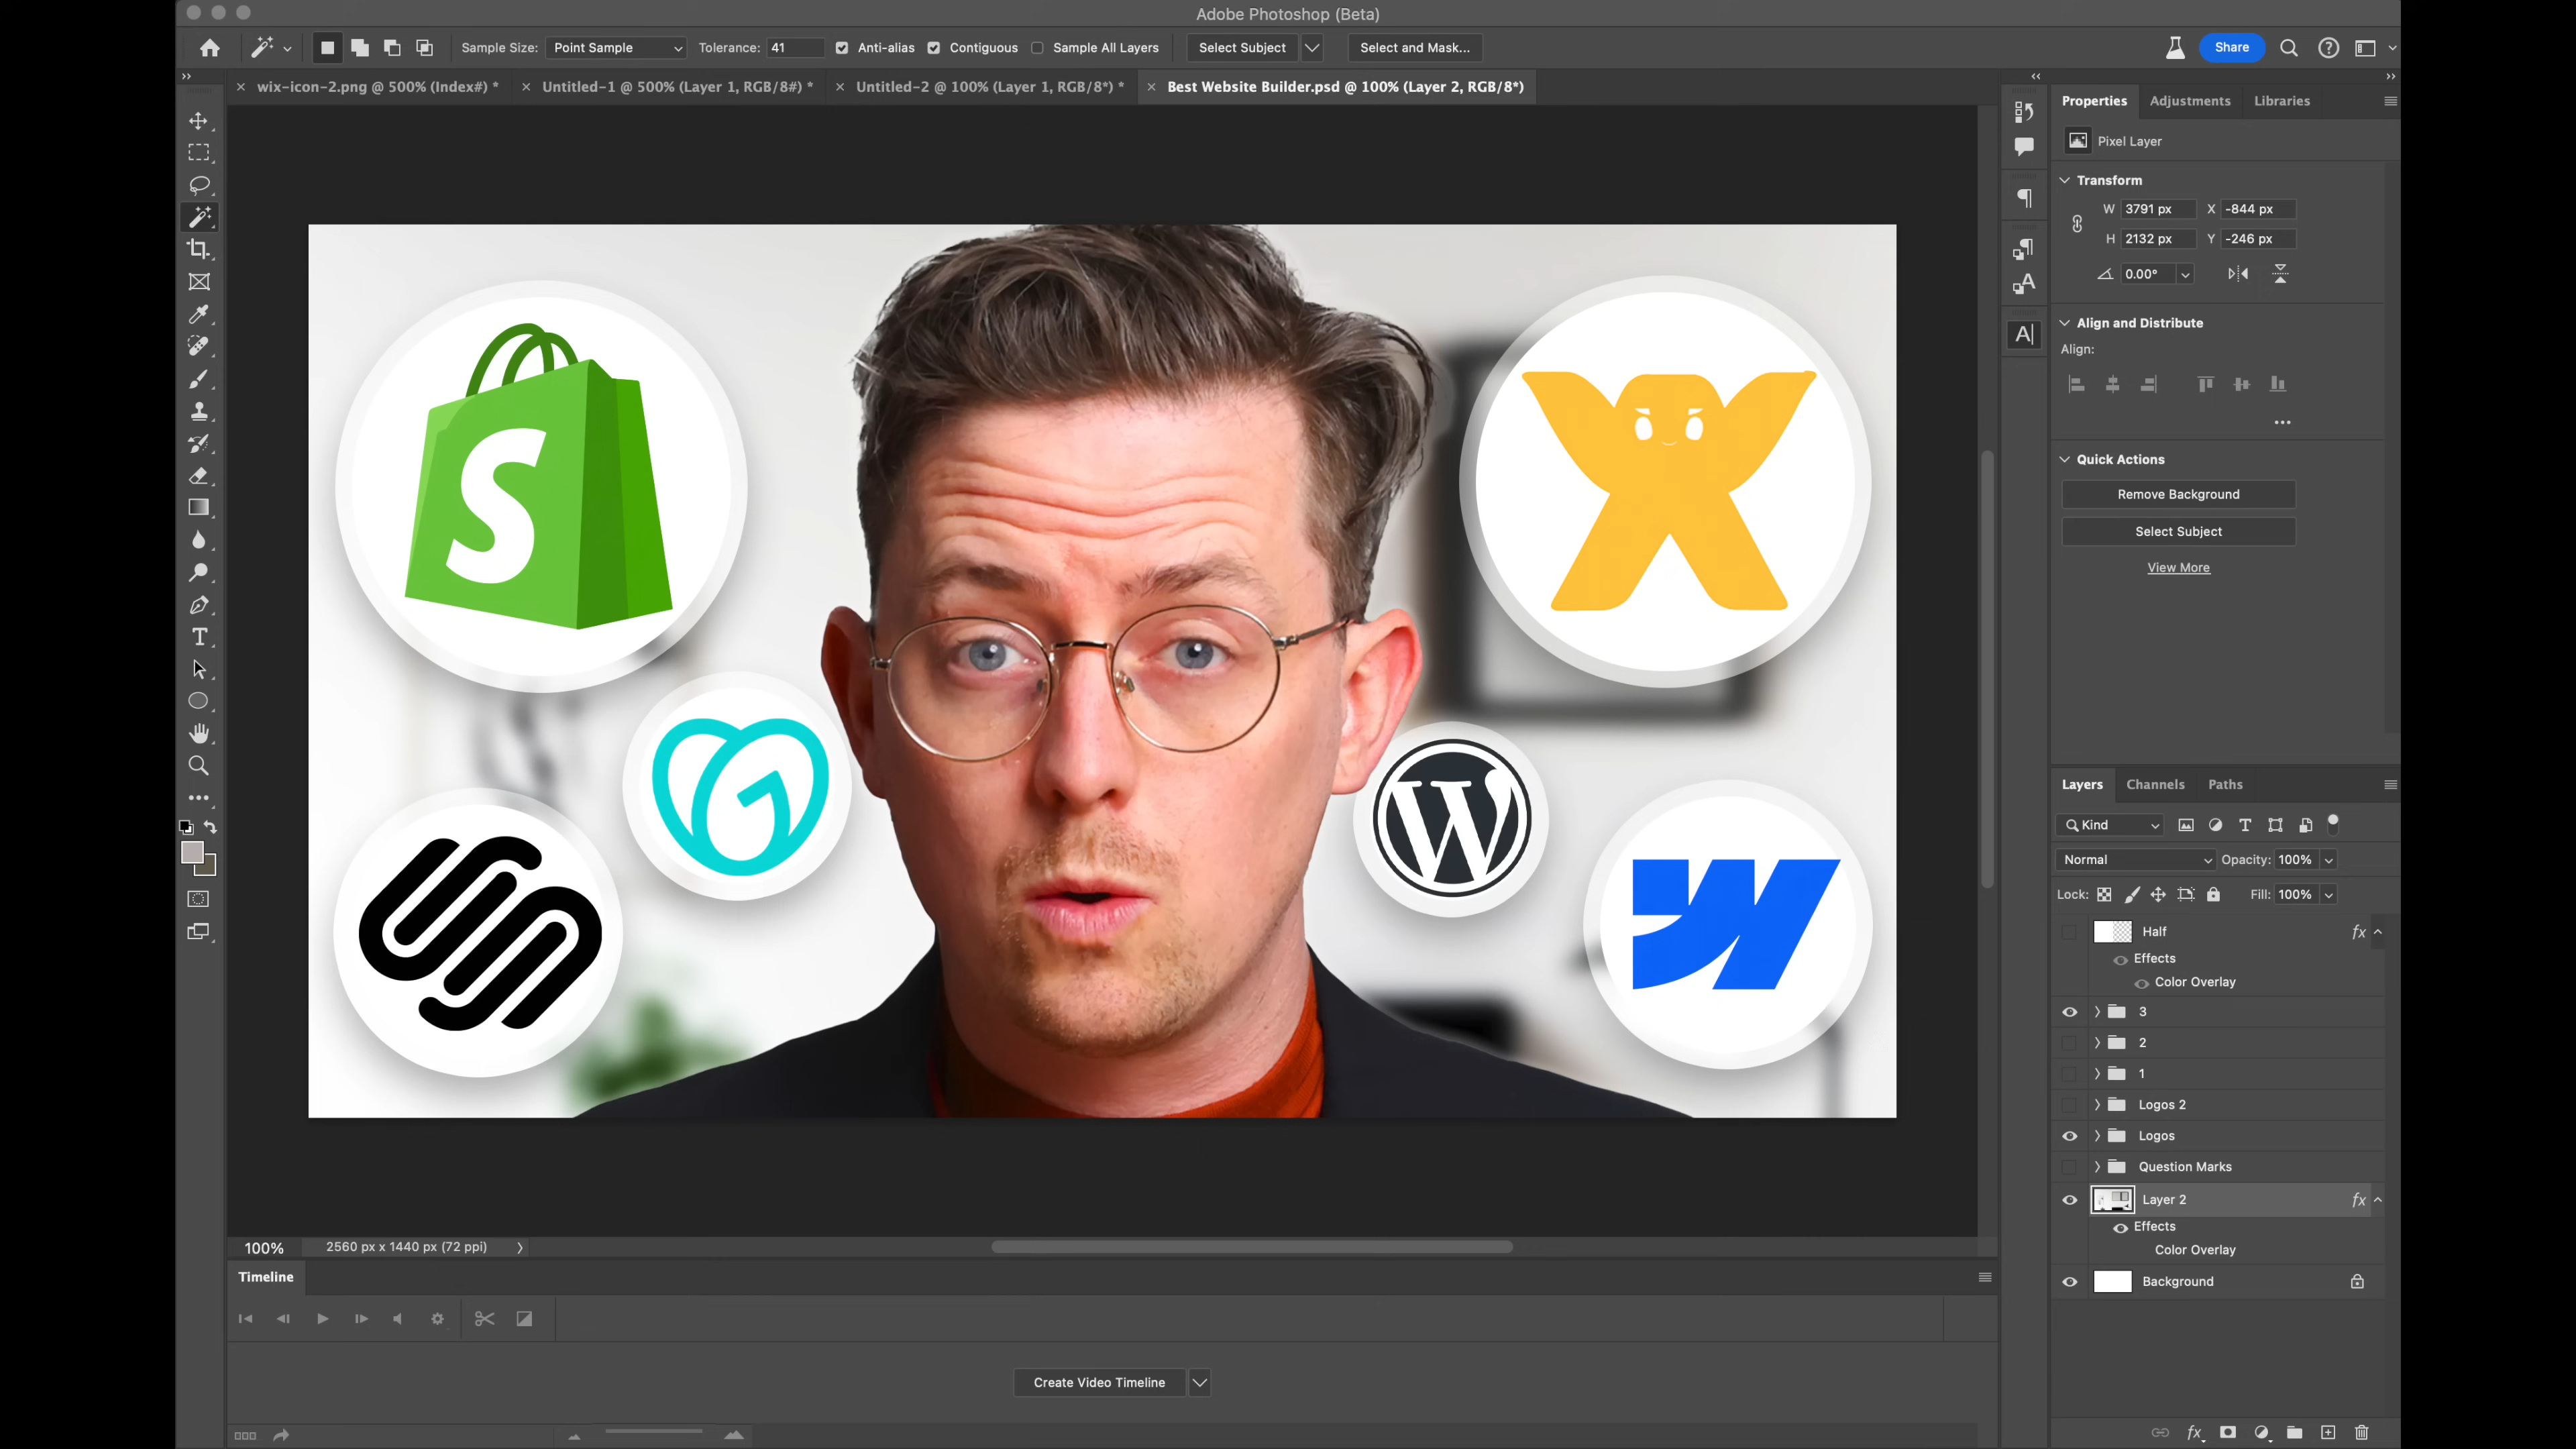 Adobe Photoshop (Beta)
Sample Size: Point Sample Tolerance: 41 Anti-alias Contiguous Sample All Layers Select Subject Select and Mask... Share
wix-icon-2.png @ 500% (Index#) * Untitled-1 @ 500% (Layer 1, RGB/8#) * Untitled-2 @ 100% (Layer 1, RGB/8*) * Best Website Builder.psd @ 100% (Layer 2, RGB/8*)
Properties Adjustments Libraries
Pixel Layer
Transform
W 3791 px X -844 px
H 2132 px Y -246 px
0.00°
Align and Distribute
Align:
Quick Actions
Remove Background
Select Subject
View More
S
G
W
Layers Channels Paths
Kind
Normal Opacity: 100%
Lock: Fill: 100%
Half fx
Effects
Color Overlay
3
2
1
Logos 2
Logos
Question Marks
Layer 2 fx
Effects
Color Overlay
Background
100% 2560 px x 1440 px (72 ppi)
Timeline
Create Video Timeline
fx